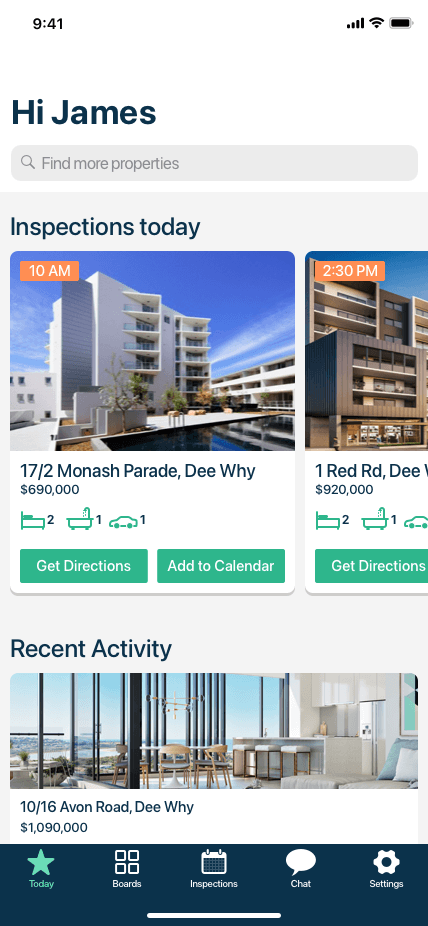 9:41
Hi James
Find more properties
Inspections today
10 AM
2:30 PM
17/2 Monash Parade, Dee Why
$690,000
2 1 1
Get Directions
Add to Calendar
1 Red Rd, Dee
$920,000
2 1
Get Directions
Recent Activity
10/16 Avon Road, Dee Why
$1,090,000
Today
Boards
Inspections
Chat
Settings